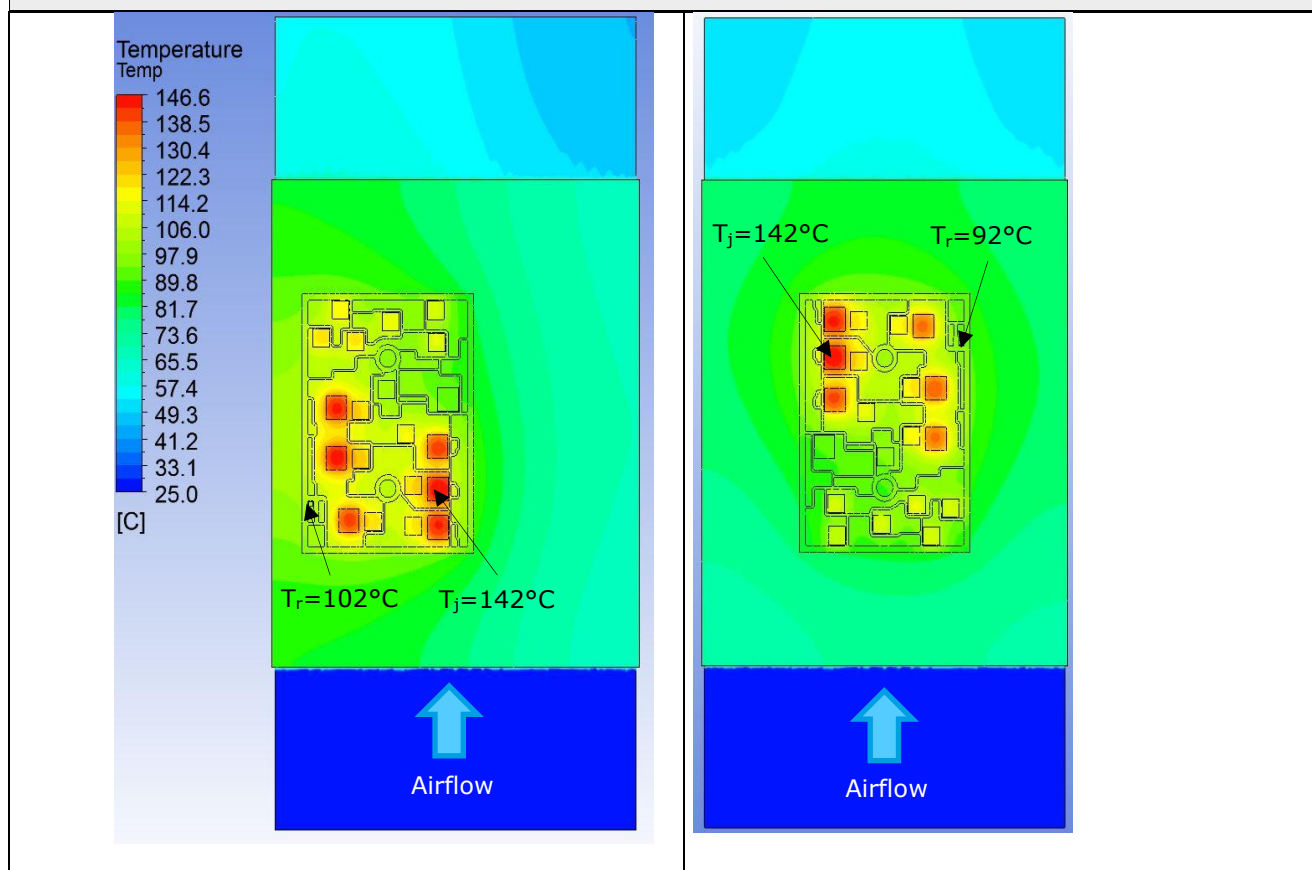 Temperature
Temp
146.6
138.5
130.4
122.3
114.2
106.0
97.9
89.8
81.7
73.6
65.5
57.4
49.3
41.2
33.1
25.0
[C]
Tr=102°C
Tj=142°C
Airflow
Tj=142°C
Tr=92°C
Airflow